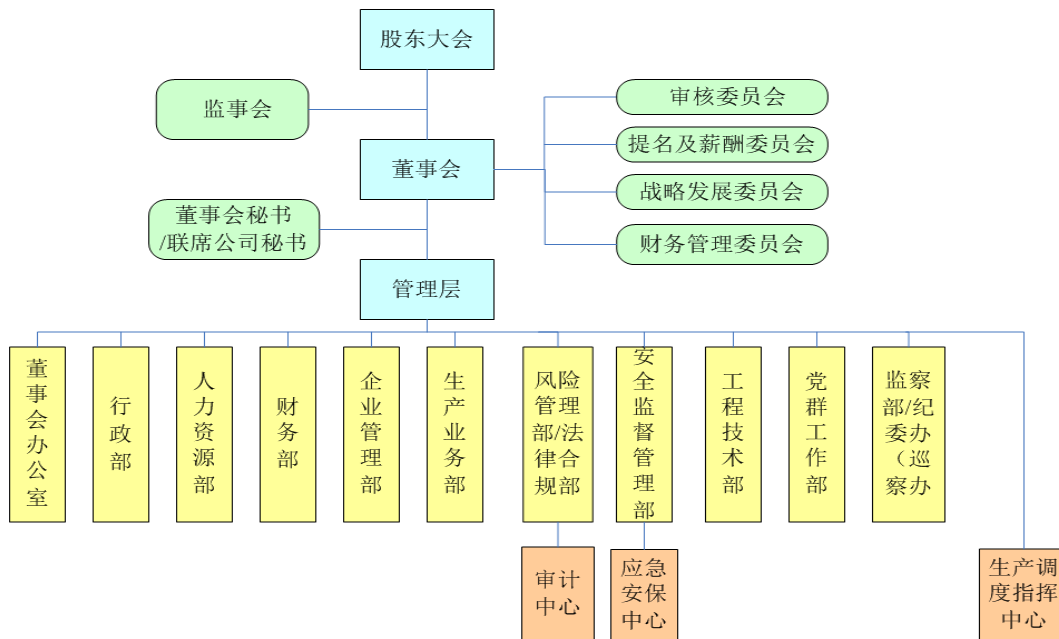 股东大会
监事会
审核委员会
提名及薪酬委员会
董事会
战略发展委员会
董事会秘书
/联席公司秘书
财务管理委员会
管理层
董事会办公室
行政部
人力资源部
财务部
企业管理部
生产业务部
风险
管理
部/法
律合
规部
安全监督管理部
工程技术部
党群工作部
监察
部/纪
委办
（巡
察办
审计
中心
应急
安保
中心
生产调
度指挥
中心